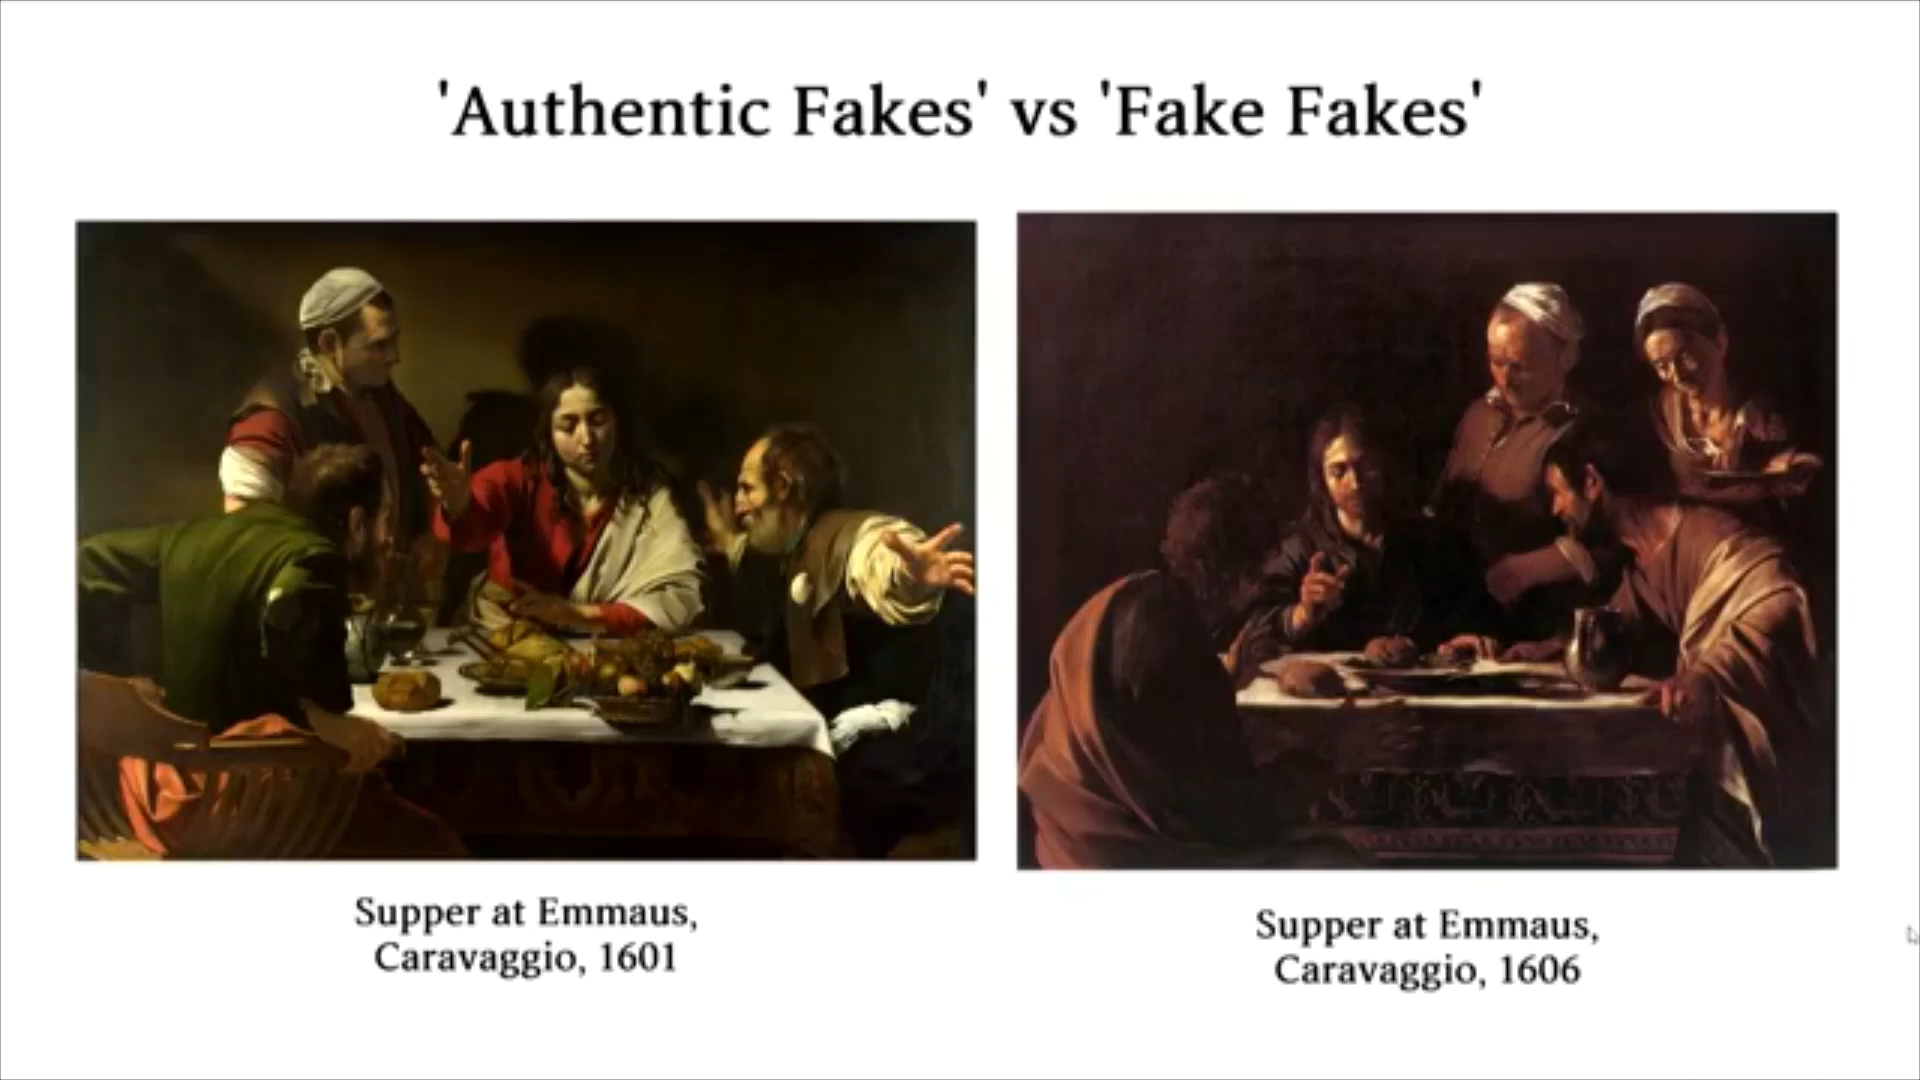 'Authentic Fakes' vs 'Fake Fakes'
Supper at Emmaus,
Caravaggio, 1601
Supper at Emmaus,
Caravaggio, 1606